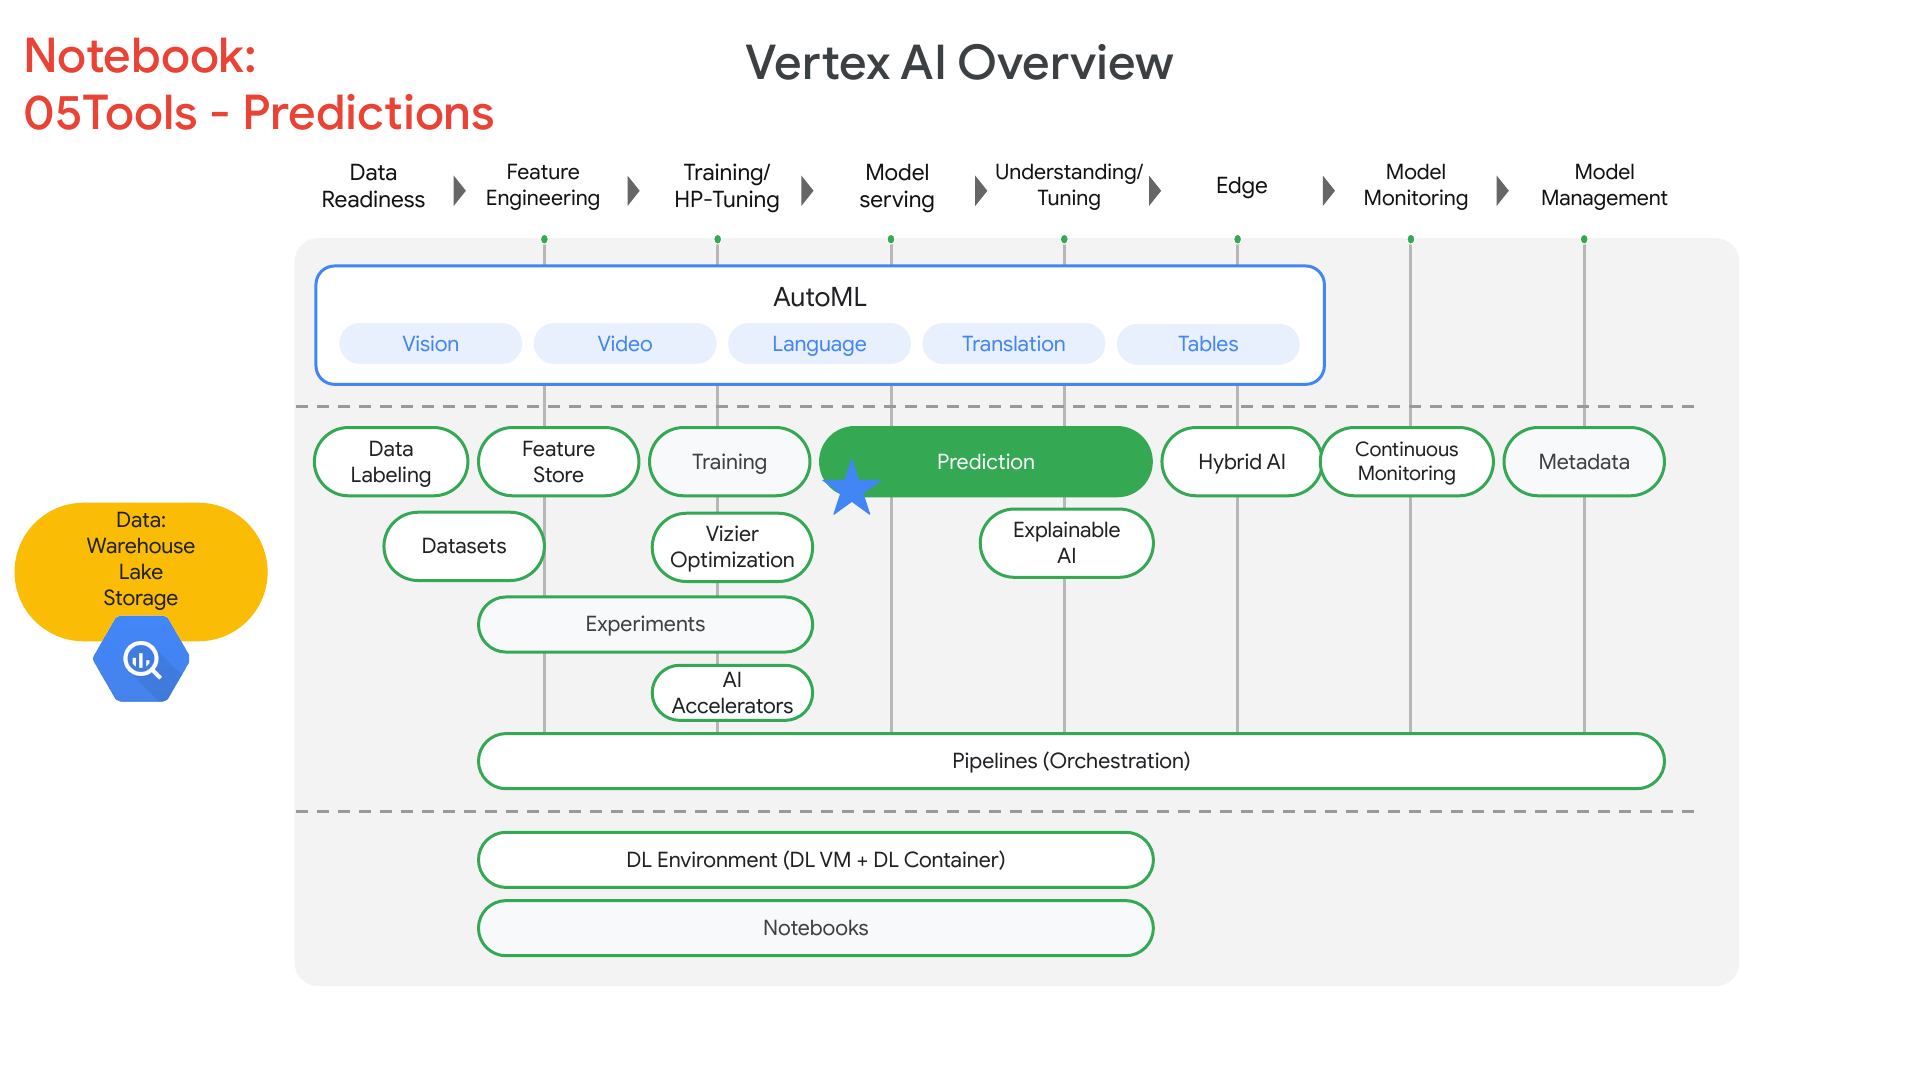 Notebook:
05Tools - Predictions
Vertex AI Overview
Data
Readiness
Feature
Engineering
Training/
HP-Tuning
Model
serving
Understanding/
Tuning
Edge
Model
Monitoring
Model
Management
AutoML
Vision
Video
Language
Translation
Tables
Data
Labeling
Feature
Store
Training
Prediction
Hybrid AI
Continuous
Monitoring
Metadata
Data:
Warehouse
Lake
Storage
Datasets
Vizier
Optimization
Explainable
AI
Experiments
AI
Accelerators
Pipelines (Orchestration)
DL Environment (DL VM + DL Container)
Notebooks